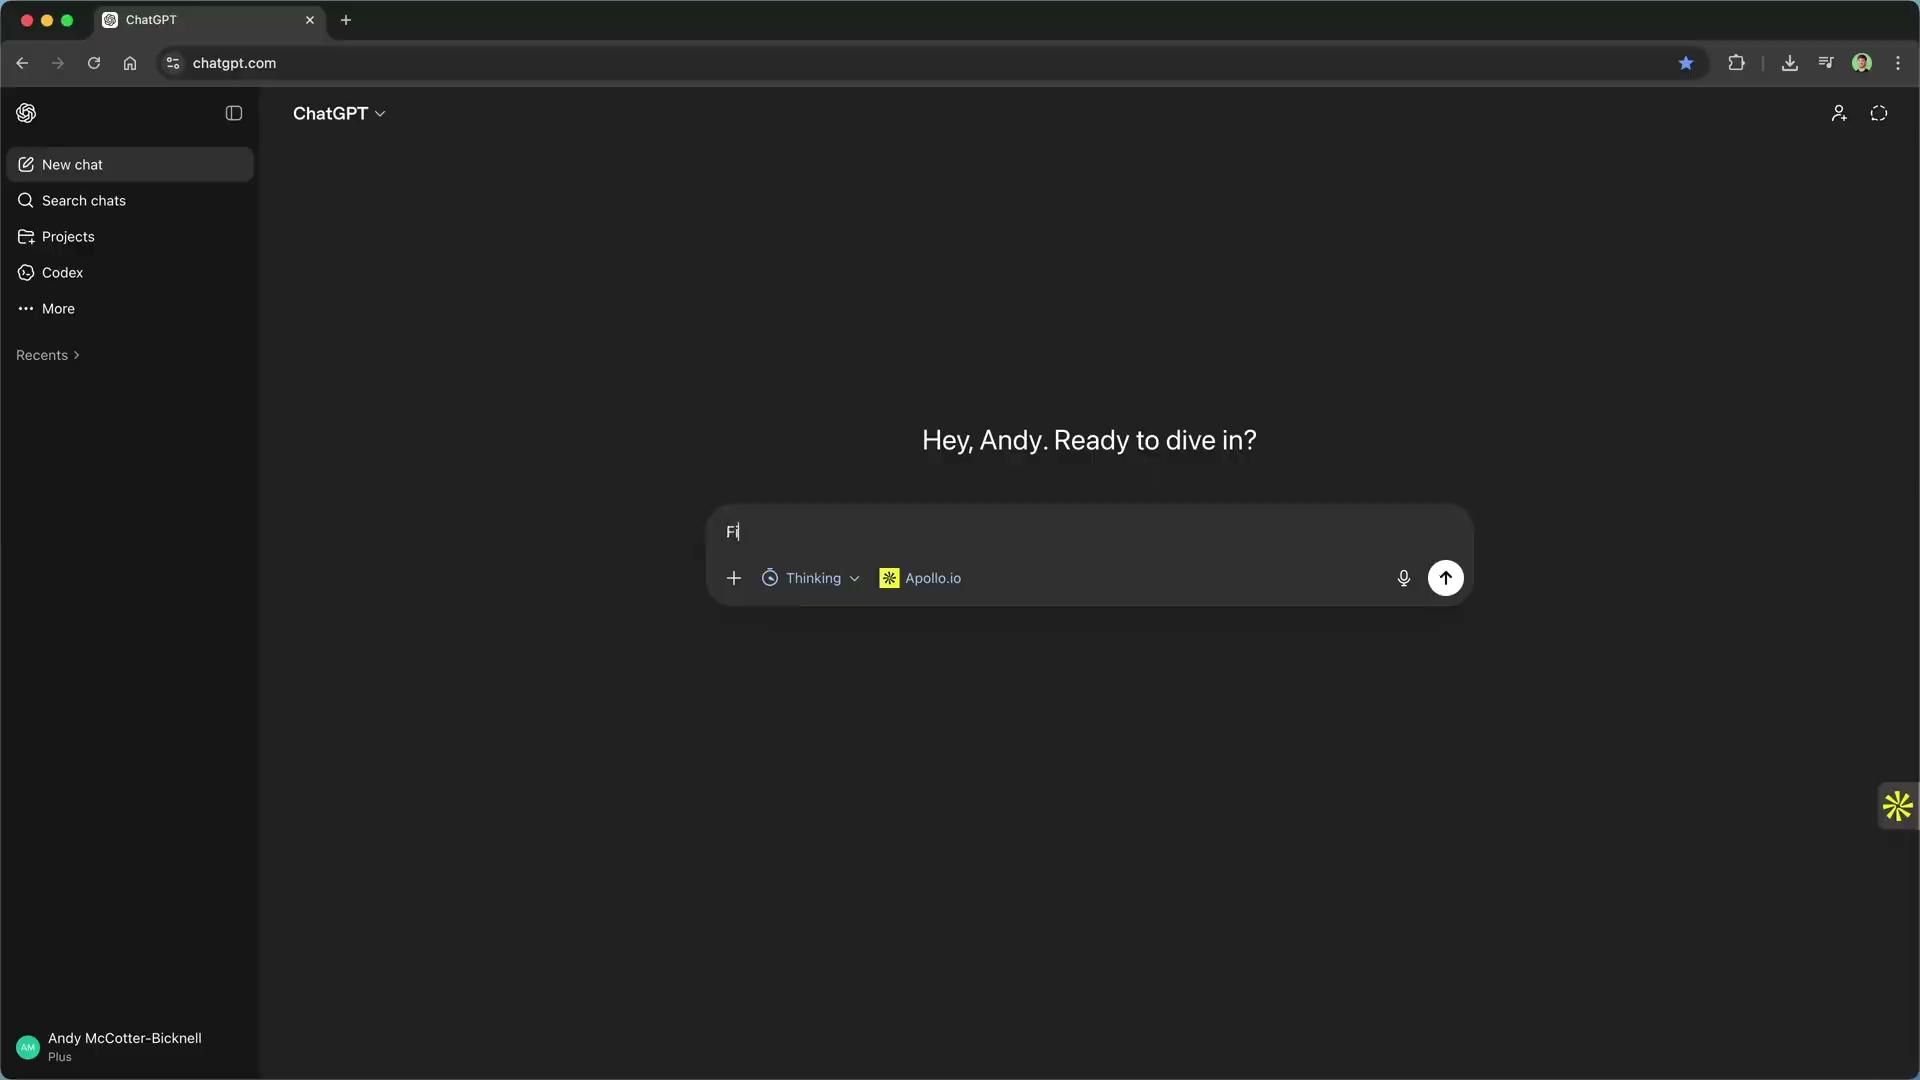 ChatGPT
chatgpt.com
ChatGPT
New chat
Search chats
Projects
Codex
More
Recents
Hey, Andy. Ready to dive in?
Fi
Thinking
Apollo.io
AM
Andy McCotter-Bicknell
Plus